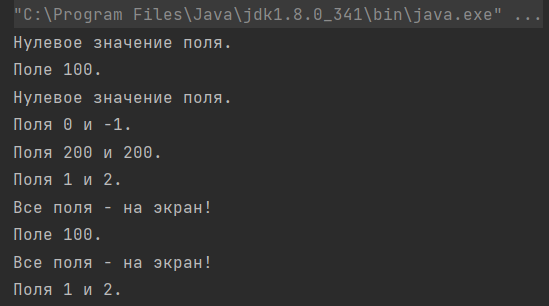 "C:\Program Files\Java\jdk1.8.0_341\bin\java.exe" ...
Нулевое значение поля.
Поле 100.
Нулевое значение поля.
Поля 0 и -1.
Поля 200 и 200.
Поля 1 и 2.
Все поля - на экран!
Поле 100.
Все поля - на экран!
Поля 1 и 2.